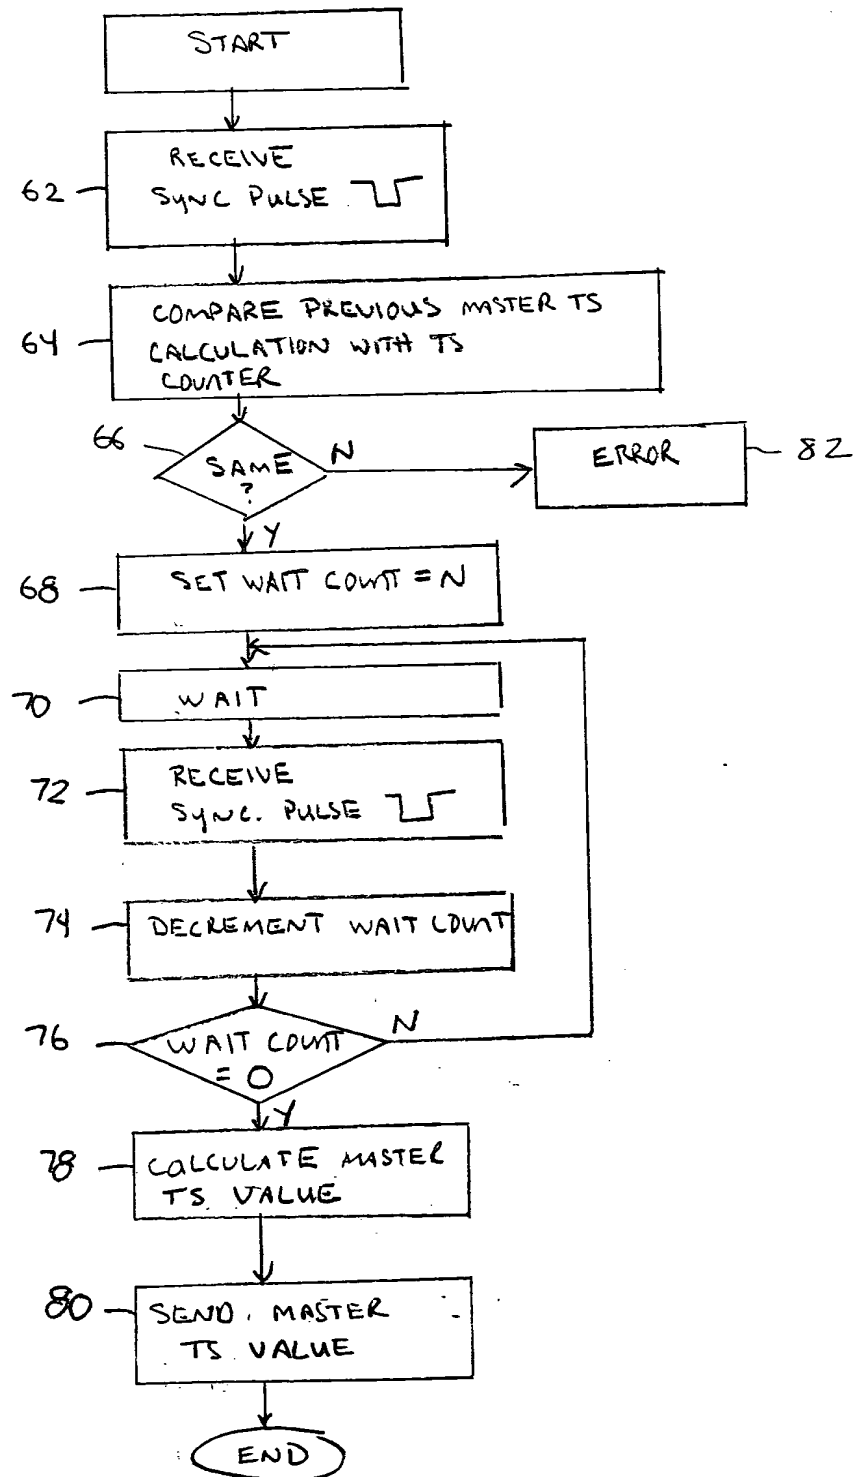 START
RECEIVE
62
SYNC PULSE
COMPARE PREVIOUS MASTER TS
64
CALCULATION WITH TS
COUNTER
66
SAME
?
N
ERROR
82
Y
68
SET WAIT COUNT = N
70
WAIT
RECEIVE
72
SYNC. PULSE
74
DECREMENT WAIT COUNT
76
WAIT COUNT
= 0
N
Y
78
CALCULATE MASTER
TS VALUE
80
SEND MASTER
TS VALUE
END